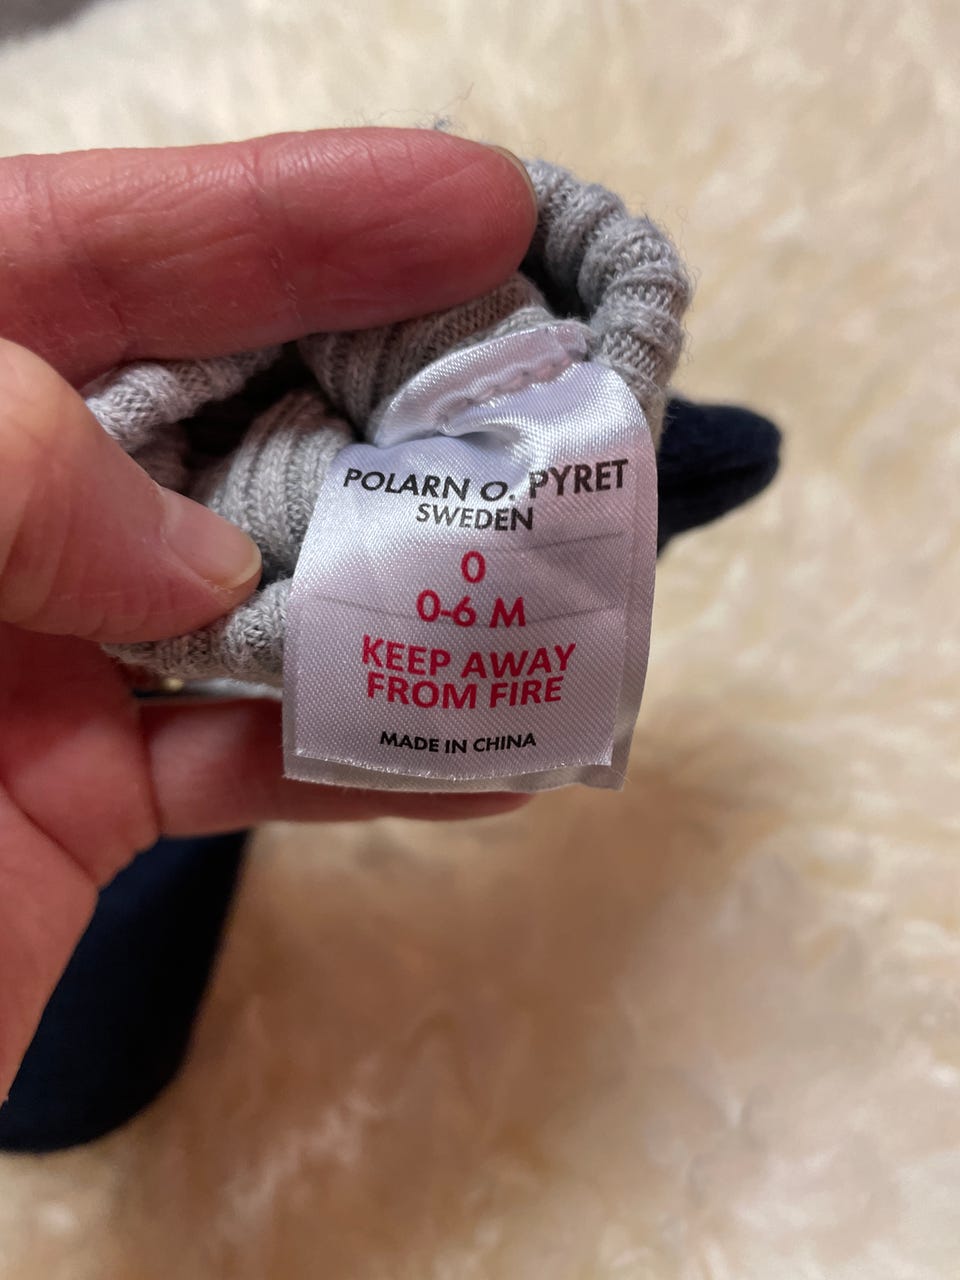 POLARN O. PYRET
SWEDEN
0
0-6 M
KEEP AWAY
FROM FIRE
MADE IN CHINA